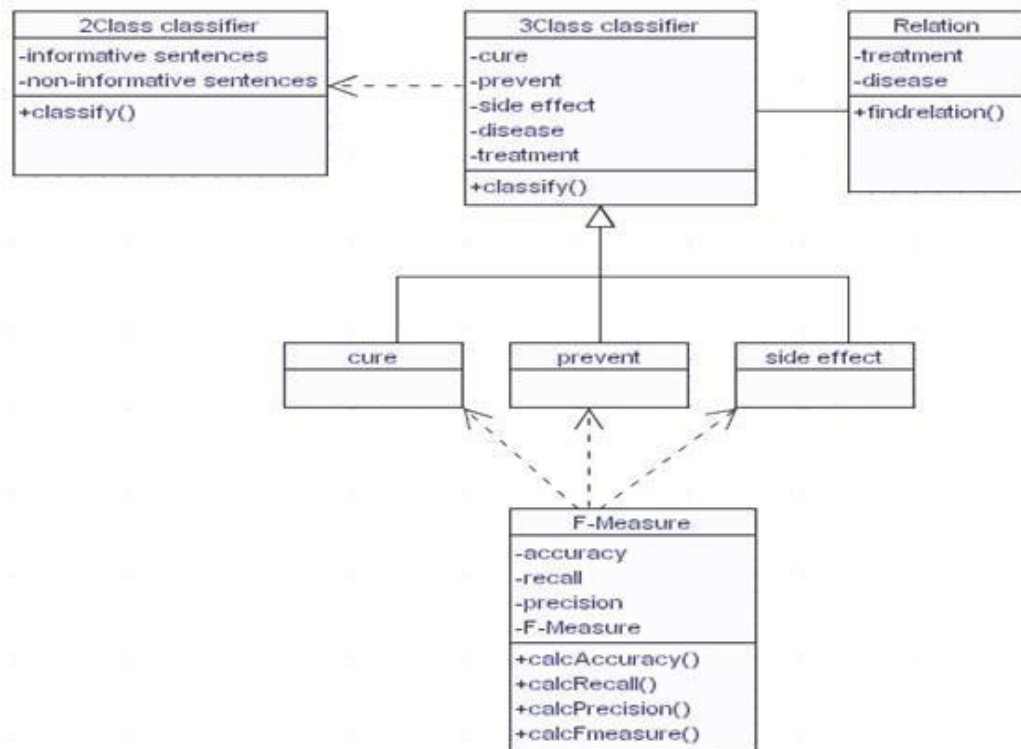 2Class classifier
-informative sentences
-non-informative sentences
+classify()
3Class classifier
-cure
-prevent
-side effect
-disease
-treatment
+classify()
Relation
-treatment
-disease
+findrelation()
cure
prevent
side effect
F-Measure
-accuracy
-recall
-precision
-F-Measure
+calcAccuracy()
+calcRecall()
+calcPrecision()
+calcFmeasure()